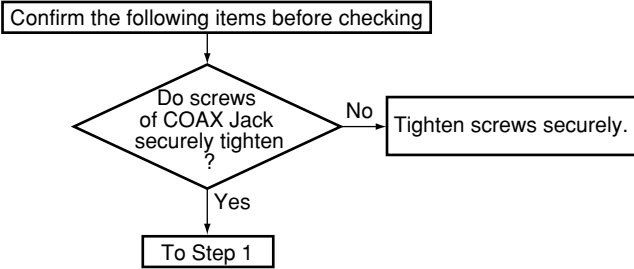 Confirm the following items before checking
Do screws
of COAX Jack
securely tighten
?
No
Tighten screws securely.
Yes
To Step 1